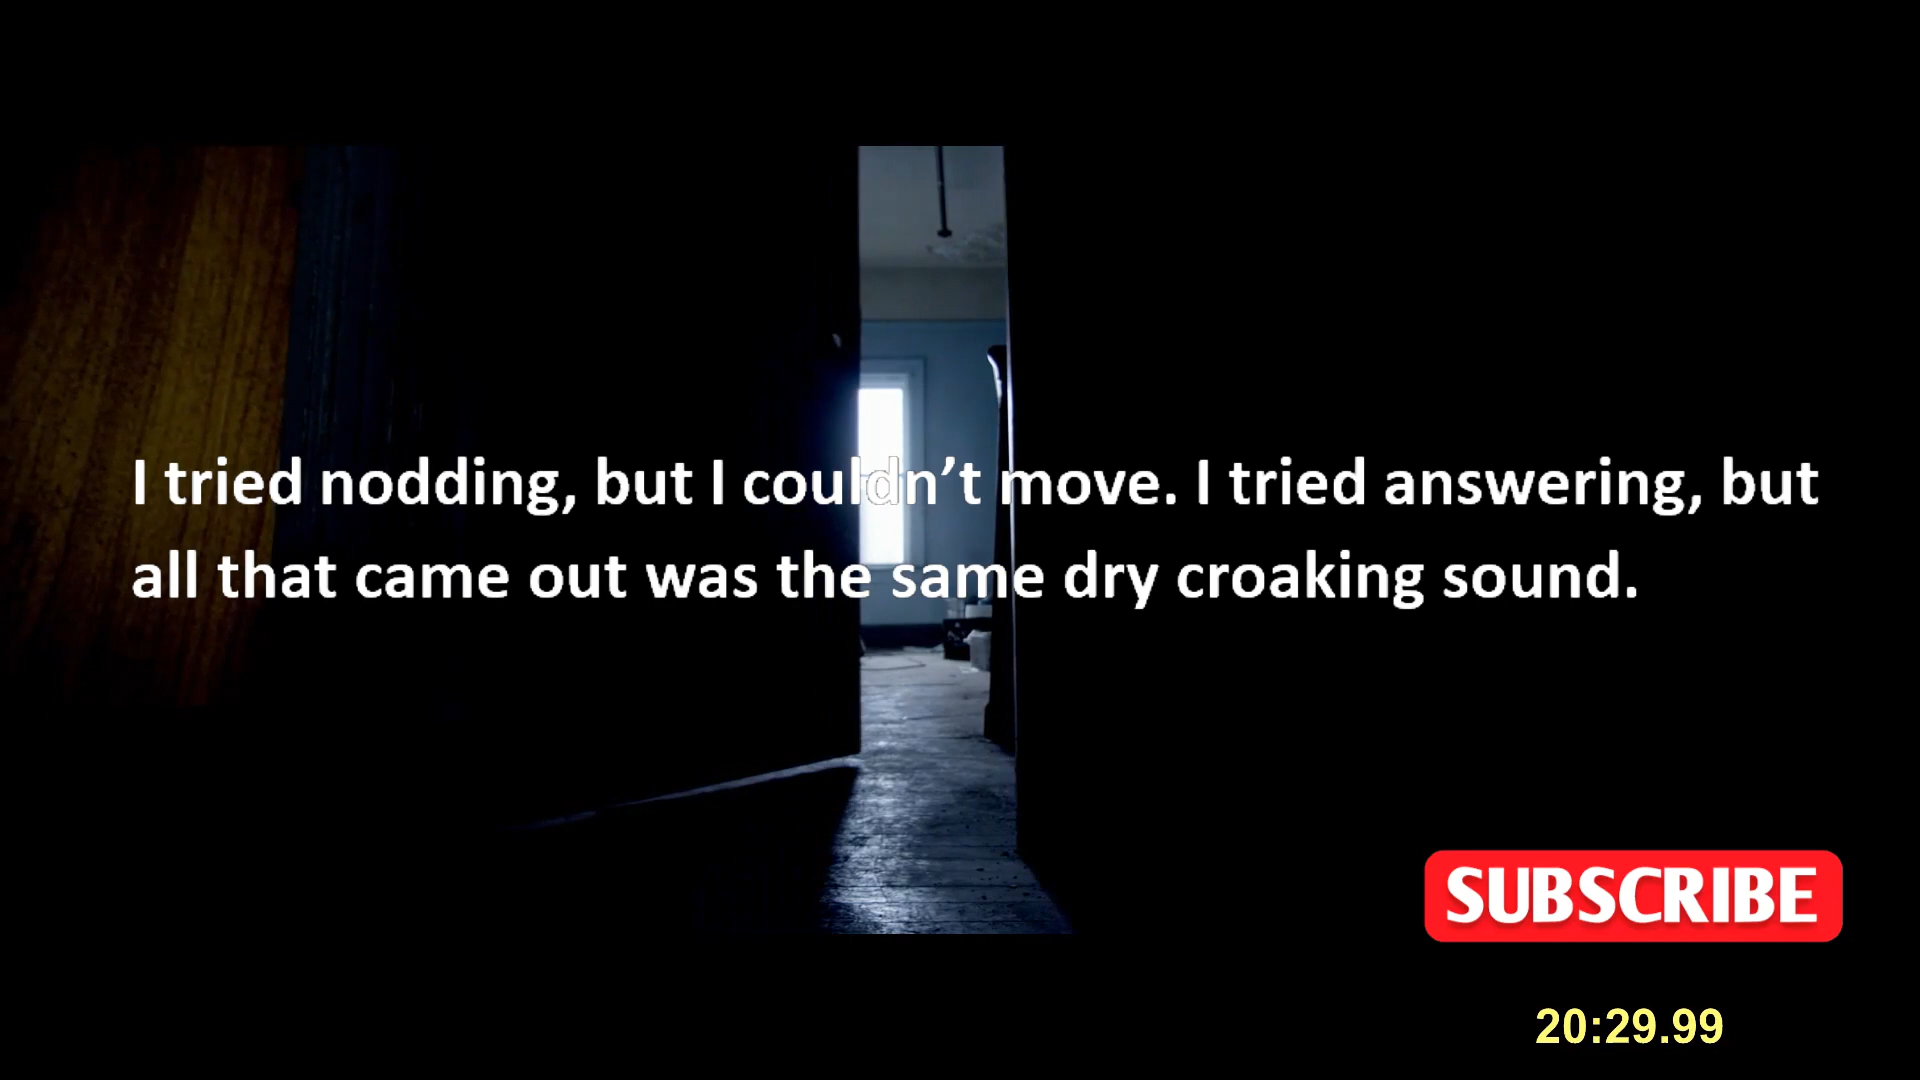 I tried nodding, but I couldn’t move. I tried answering, but
all that came out was the same dry croaking sound.
SUBSCRIBE
20:29.99